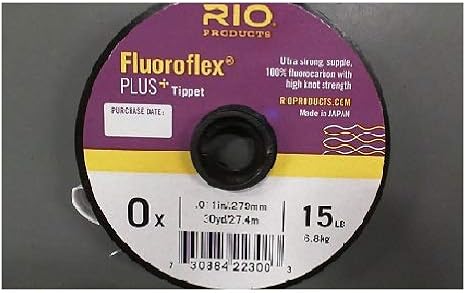 RIO
PRODUCTS
Fluoroflex®
PLUS+ Tippet
PURCHASE DATE:
Ultra strong, supple,
100% fluorocarbon with
high knot strength
RIOPRODUCTS.COM
Made in JAPAN
0x
.011in/.279mm
30yd/27.4m
15LB
6.8kg
7 30884 22300 3